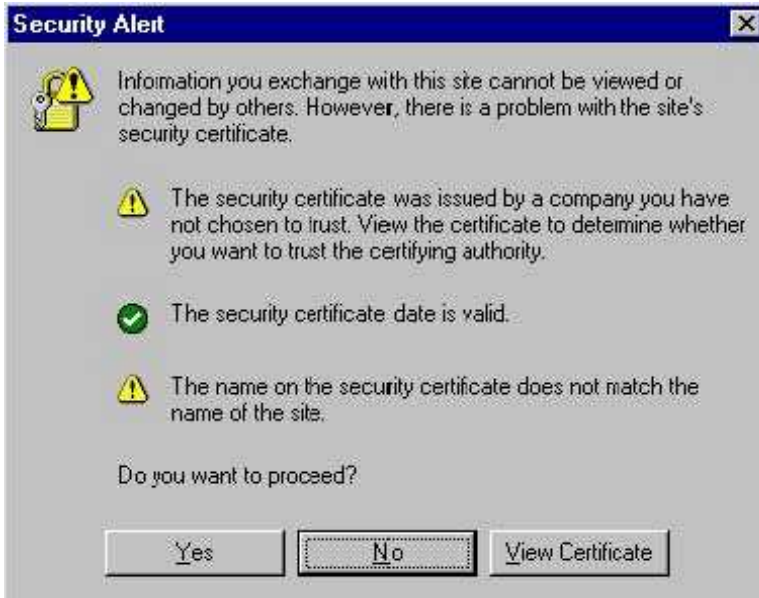 Security Alert
Information you exchange with this site cannot be viewed or
changed by others. However, there is a problem with the site's
security certificate.
The security certificate was issued by a company you have
not chosen to trust. View the certificate to determine whether
you want to trust the certifying authority.
The security certificate date is valid.
The name on the security certificate does not match the
name of the site.
Do you want to proceed?
Yes
No
View Certificate